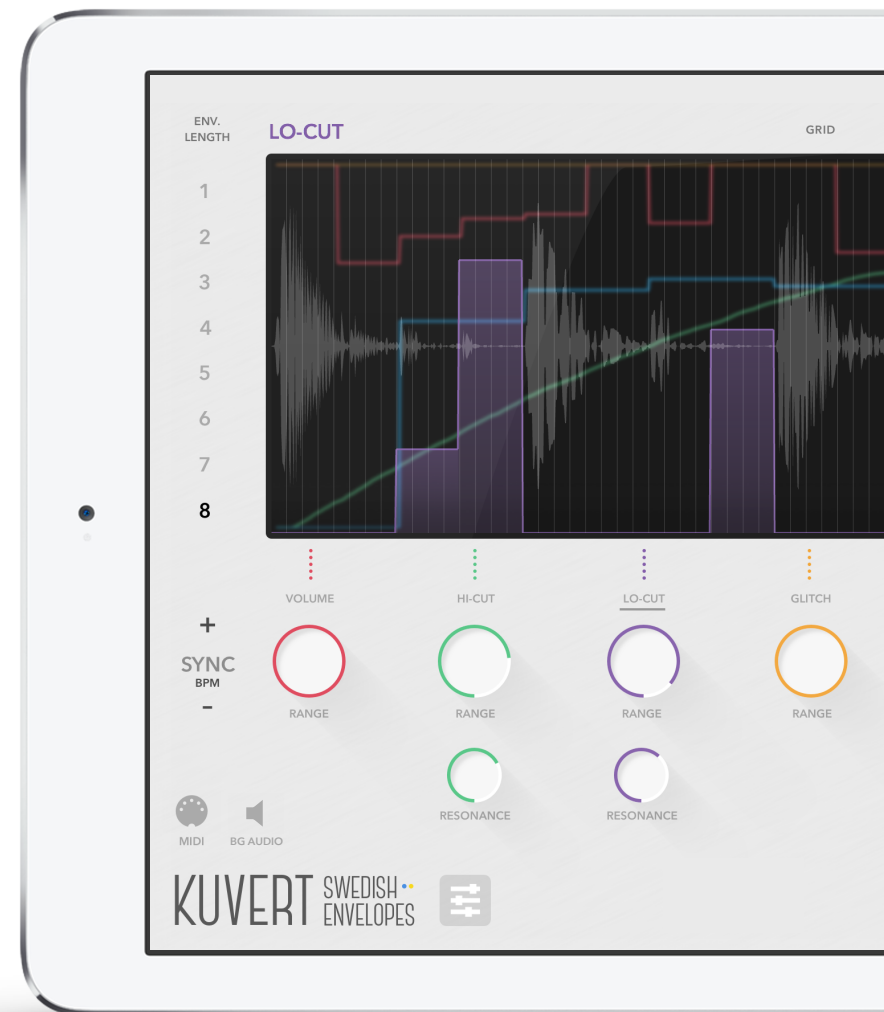 ENV.
LENGTH
LO-CUT
GRID
1
2
3
4
5
6
7
8
VOLUME
HI-CUT
LO-CUT
GLITCH
+
SYNC
BPM
-
RANGE
RANGE
RANGE
RANGE
RESONANCE
RESONANCE
MIDI
BG AUDIO
KUVERT
SWEDISH
ENVELOPES